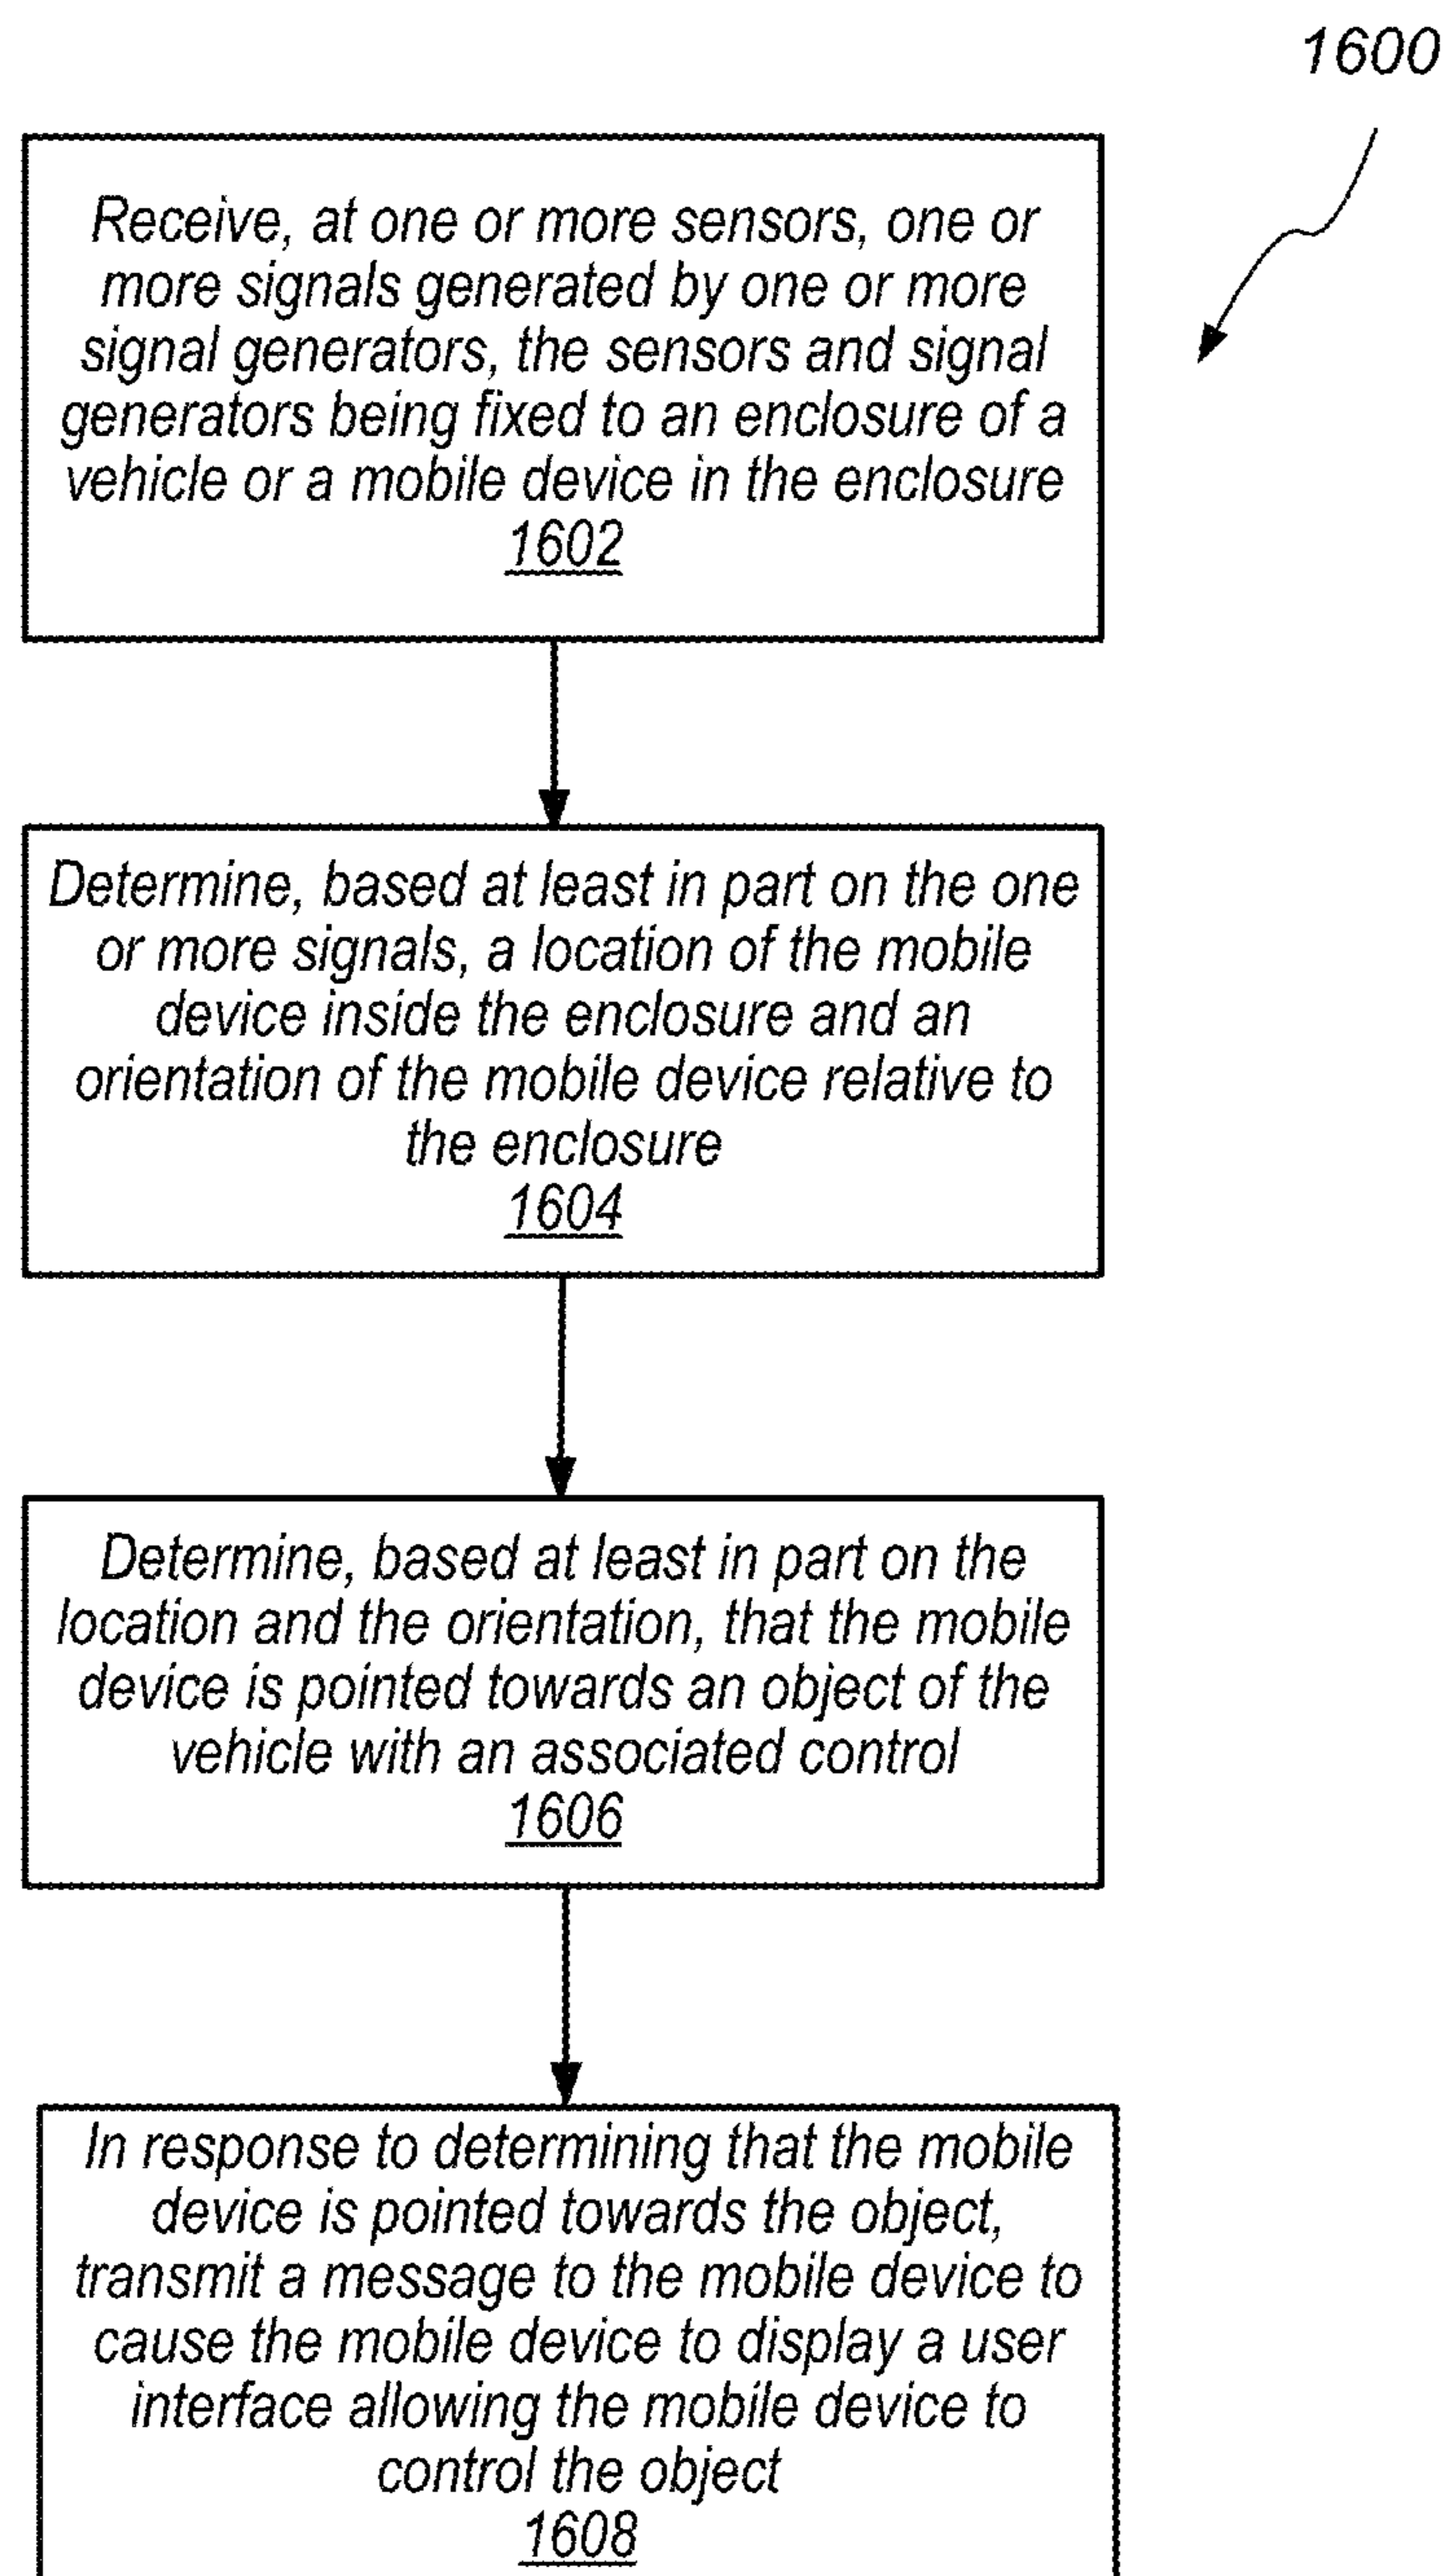 1600
Receive, at one or more sensors, one or
more signals generated by one or more
signal generators, the sensors and signal
generators being fixed to an enclosure of a
vehicle or a mobile device in the enclosure
1602
Determine, based at least in part on the one
or more signals, a location of the mobile
device inside the enclosure and an
orientation of the mobile device relative to
the enclosure
1604
Determine, based at least in part on the
location and the orientation, that the mobile
device is pointed towards an object of the
vehicle with an associated control
1606
In response to determining that the mobile
device is pointed towards the object,
transmit a message to the mobile device to
cause the mobile device to display a user
interface allowing the mobile device to
control the object
1608